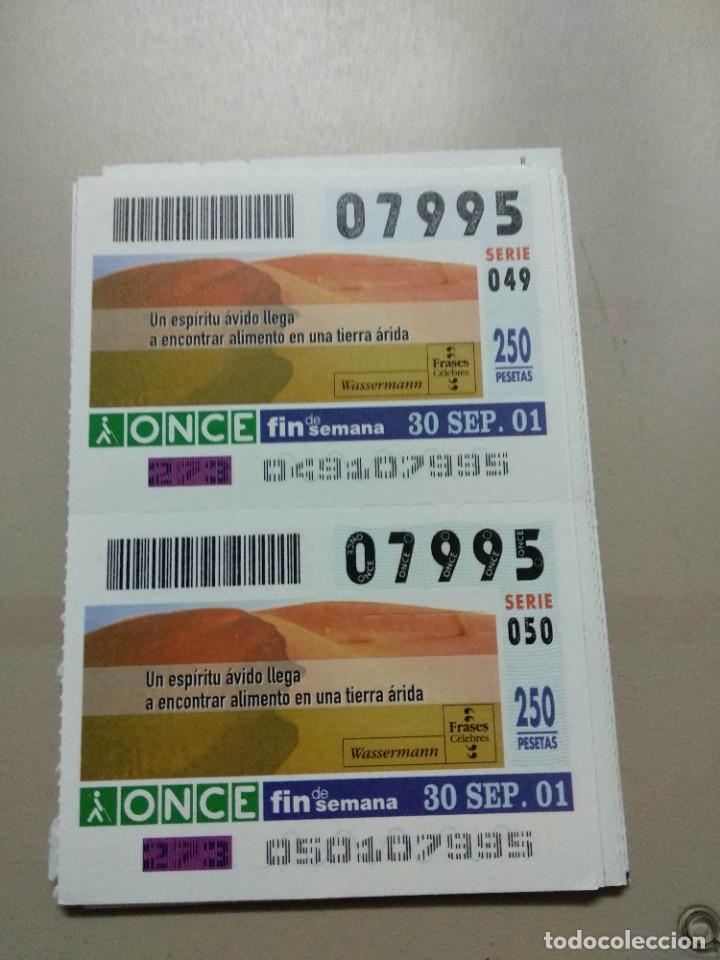 R
07995
SERIE
049
Un espíritu ávido llega
a encontrar alimento en una tierra árida
250
PESETAS
Wassermann
Frases
Célebres
ONCE fin de semana 30 SEP. 01
273 049107995
07995
SERIE
050
Un espíritu ávido llega
a encontrar alimento en una tierra árida
250
PESETAS
Wassermann
Frases
Célebres
ONCE fin de semana 30 SEP. 01
273 050107995
todocoleccion.net